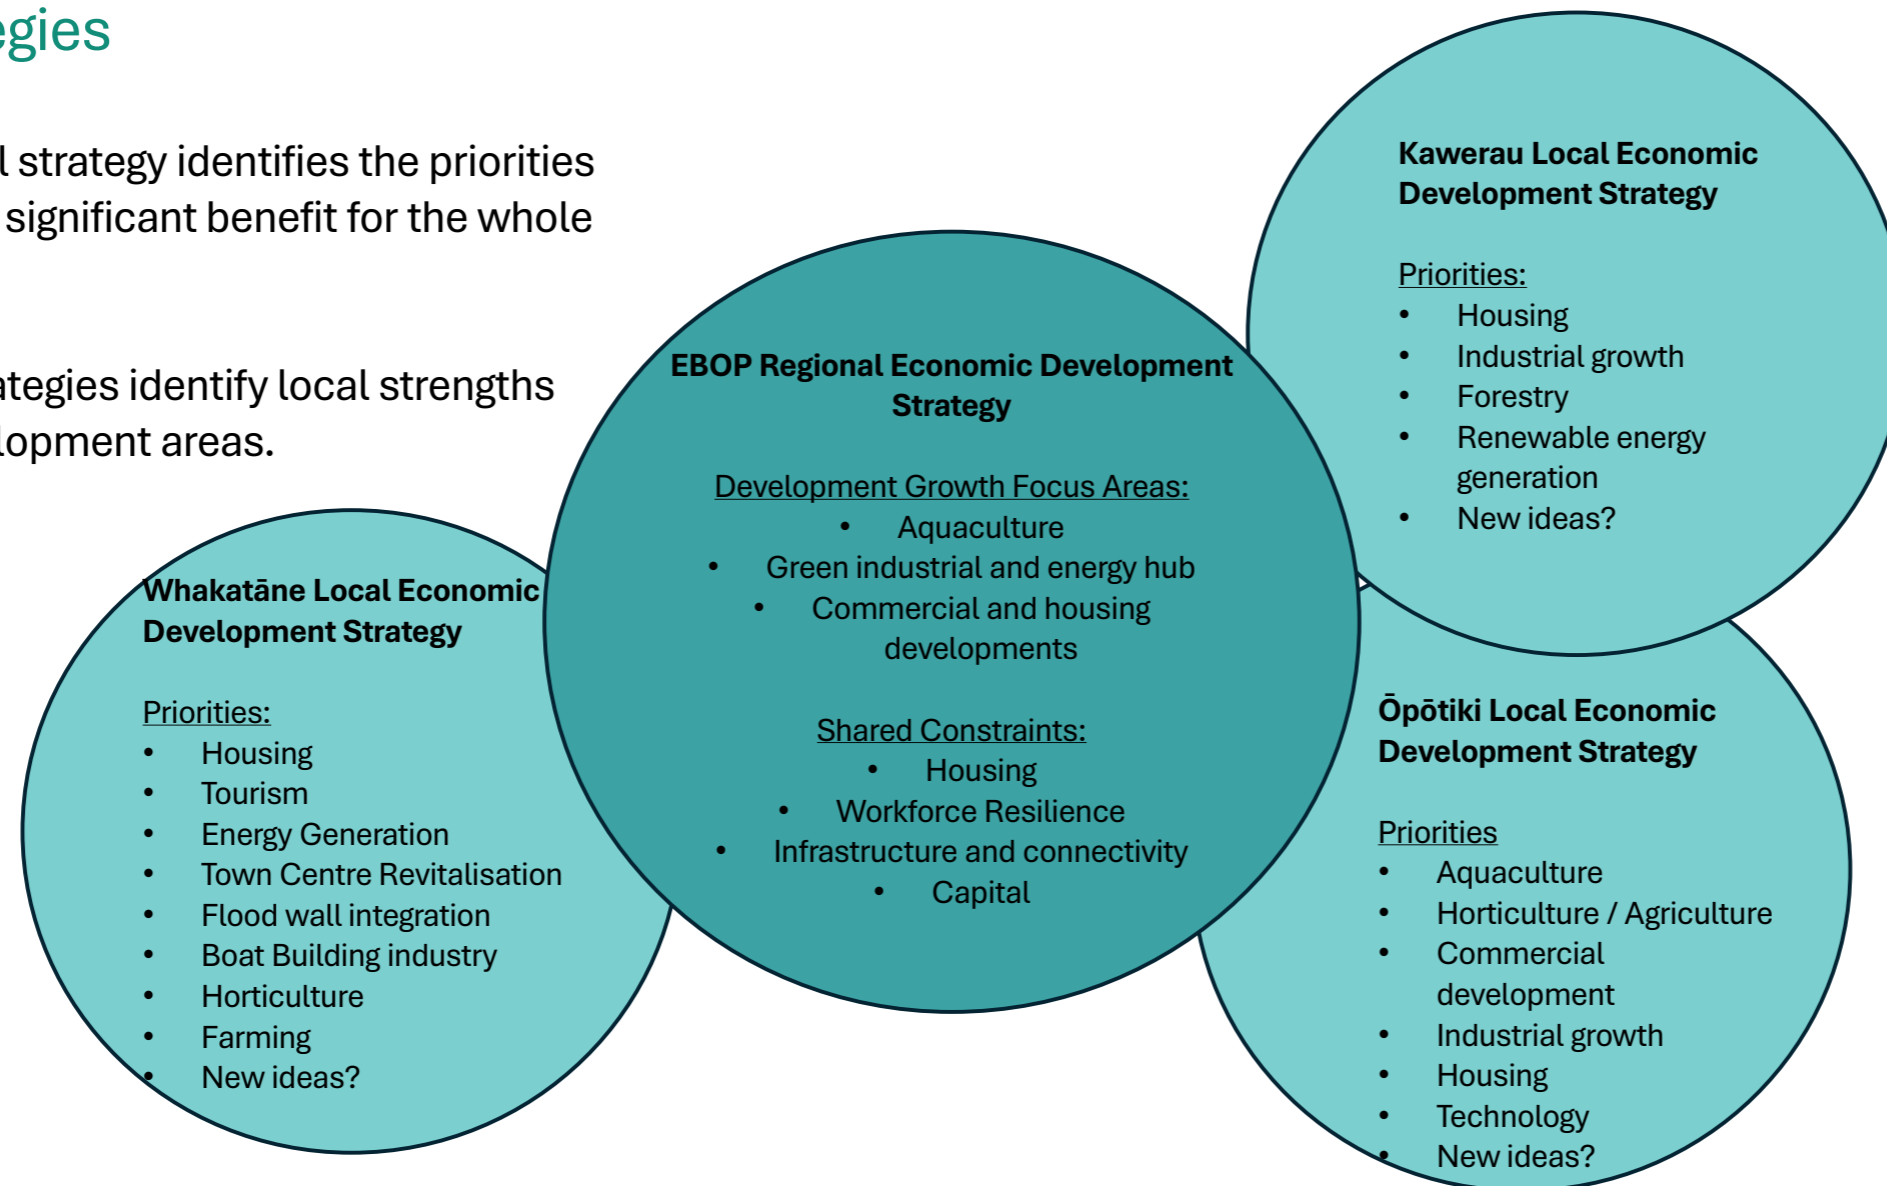 egies
l strategy identifies the priorities
significant benefit for the whole
ategies identify local strengths
lopment areas.
Kawerau Local Economic
Development Strategy
Priorities:
• Housing
• Industrial growth
• Forestry
• Renewable energy
generation
• New ideas?
EBOP Regional Economic Development
Strategy
Development Growth Focus Areas:
• Aquaculture
• Green industrial and energy hub
• Commercial and housing
developments
Shared Constraints:
• Housing
• Workforce Resilience
• Infrastructure and connectivity
• Capital
Whakatāne Local Economic
Development Strategy
Priorities:
• Housing
• Tourism
• Energy Generation
• Town Centre Revitalisation
• Flood wall integration
• Boat Building industry
• Horticulture
• Farming
• New ideas?
Ōpōtiki Local Economic
Development Strategy
Priorities
• Aquaculture
• Horticulture / Agriculture
• Commercial
development
• Industrial growth
• Housing
• Technology
• New ideas?